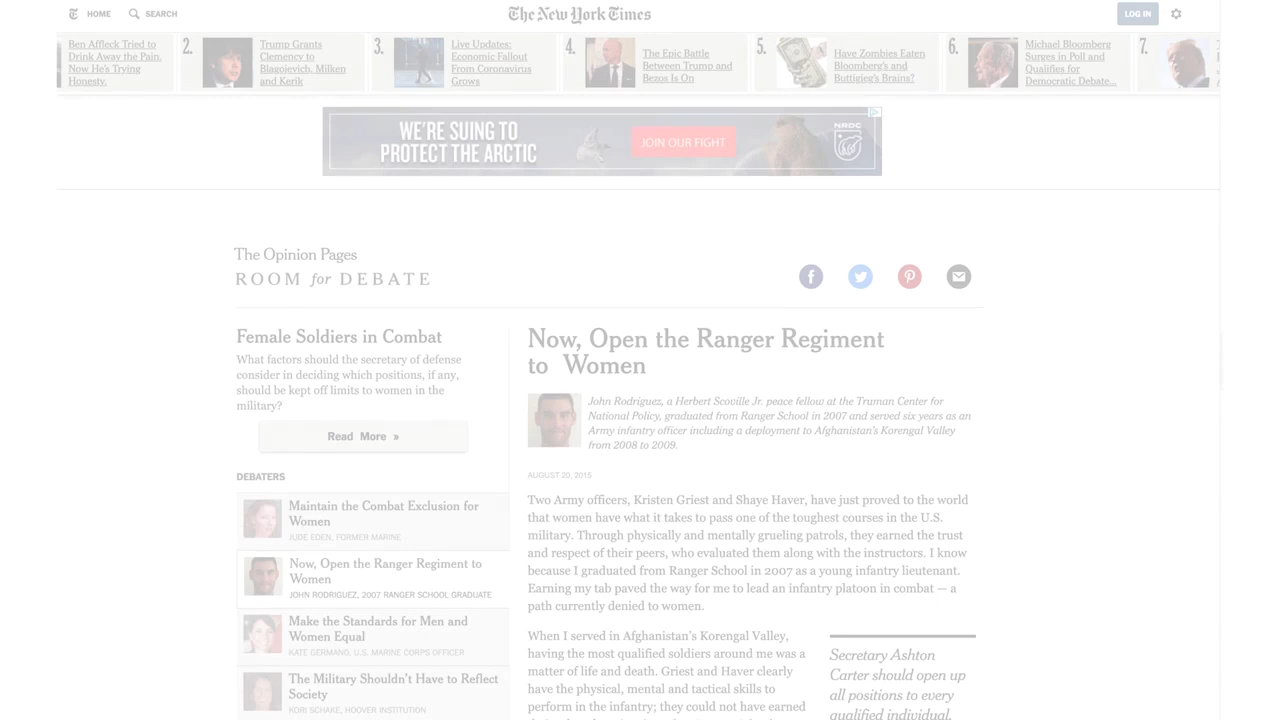 HOME
SEARCH
The New York Times
LOG IN
Ben Affleck Tried to
Drink Away the Pain.
Now He's Trying
Honesty.
2.
Trump Grants
Clemency to
Blagojevich, Milken
and Kerik
3.
Live Updates:
Economic Fallout
From Coronavirus
Grows
4.
The Epic Battle
Between Trump and
Bezos Is On
5.
Have Zombies Eaten
Bloomberg's and
Buttigieg's Brains?
6.
Michael Bloomberg
Surges in Poll and
Qualifies for
Democratic Debate...
7.
WE'RE SUING TO
PROTECT THE ARCTIC
JOIN OUR FIGHT
NRDC
The Opinion Pages
ROOM for DEBATE
Female Soldiers in Combat
What factors should the secretary of defense
consider in deciding which positions, if any,
should be kept off limits to women in the
military?
Read More »
DEBATERS
Maintain the Combat Exclusion for
Women
JUDE EDEN, FORMER MARINE
Now, Open the Ranger Regiment to
Women
JOHN RODRIGUEZ, 2007 RANGER SCHOOL GRADUATE
Make the Standards for Men and
Women Equal
KATE GERMANO, U.S. MARINE CORPS OFFICER
The Military Shouldn't Have to Reflect
Society
KORI SCHAKE, HOOVER INSTITUTION
Now, Open the Ranger Regiment
to Women
John Rodriguez, a Herbert Scoville Jr. peace fellow at the Truman Center for
National Policy, graduated from Ranger School in 2007 and served six years as an
Army infantry officer including a deployment to Afghanistan's Korengal Valley
from 2008 to 2009.
AUGUST 20, 2015
Two Army officers, Kristen Griest and Shaye Haver, have just proved to the world
that women have what it takes to pass one of the toughest courses in the U.S.
military. Through physically and mentally grueling patrols, they earned the trust
and respect of their peers, who evaluated them along with the instructors. I know
because I graduated from Ranger School in 2007 as a young infantry lieutenant.
Earning my tab paved the way for me to lead an infantry platoon in combat — a
path currently denied to women.
When I served in Afghanistan's Korengal Valley,
having the most qualified soldiers around me was a
matter of life and death. Griest and Haver clearly
have the physical, mental and tactical skills to
perform in the infantry; they could not have earned
Secretary Ashton
Carter should open up
all positions to every
qualified individual.